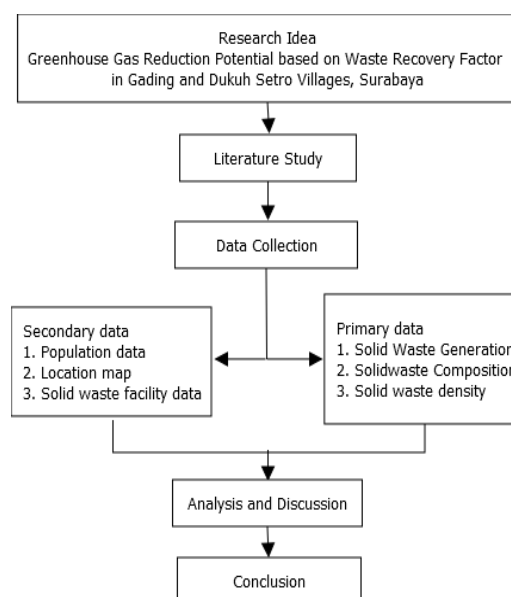 Research Idea
Greenhouse Gas Reduction Potential based on Waste Recovery Factor
in Gading and Dukuh Setro Villages, Surabaya
Literature Study
Data Collection
Secondary data
1. Population data
2. Location map
3. Solid waste facility data
Primary data
1. Solid Waste Generation
2. Solidwaste Composition
3. Solid waste density
Analysis and Discussion
Conclusion